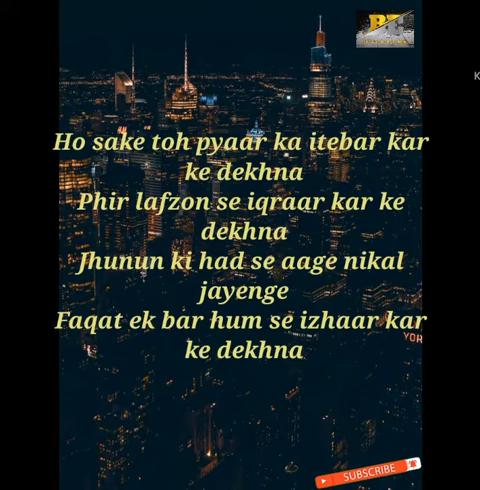 Ho sake toh pyaar ka itebar kar
ke dekhna
Phir lafzon se iqraar kar ke
dekhna
Jhunun ki had se aage nikal
jayenge
Faqat ek bar hum se izhaar kar
ke dekhna
YOR
SUBSCRIBE
K